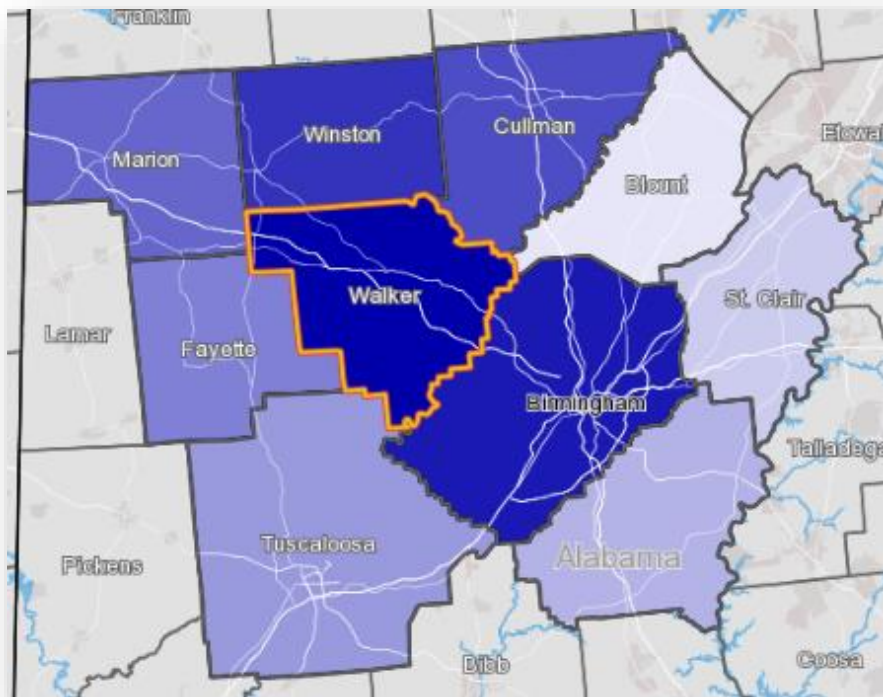 Franklin
Winston
Cullman
Marion
Etowah
Blount
Walker
St. Clair
Lamar
Fayette
Birmingham
Talladega
Tuscaloosa
Alabama
Pickens
Bibb
Coosa